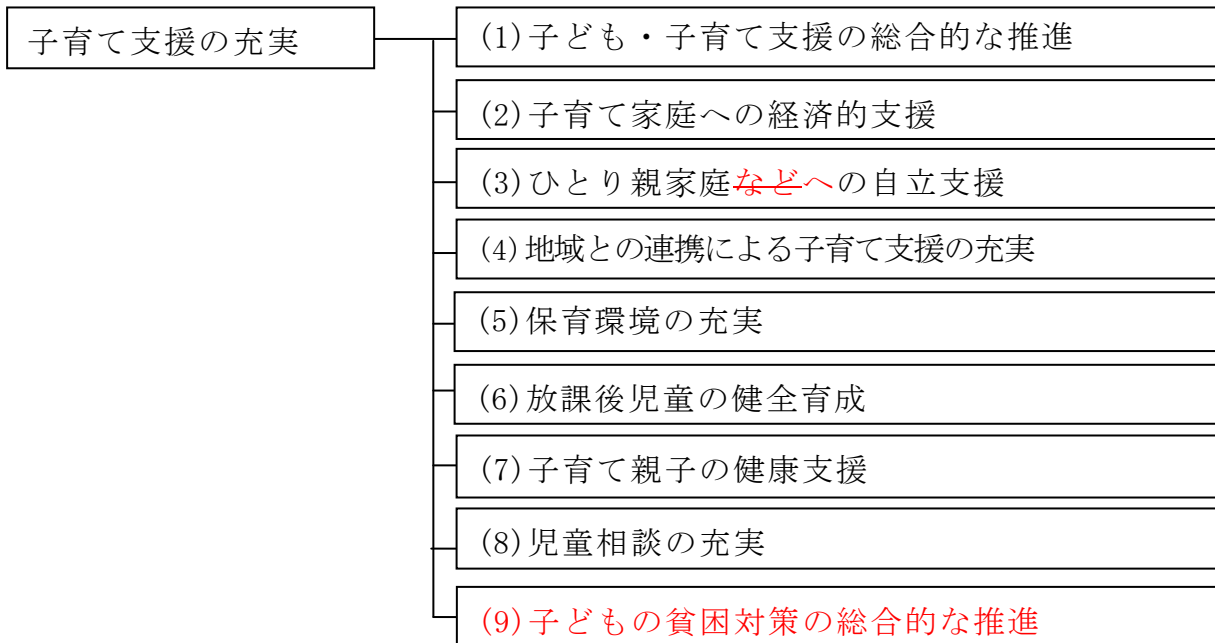 子育て支援の充実
(1)子ども・子育て支援の総合的な推進
(2)子育て家庭への経済的支援
(3)ひとり親家庭などへの自立支援
(4)地域との連携による子育て支援の充実
(5)保育環境の充実
(6)放課後児童の健全育成
(7)子育て親子の健康支援
(8)児童相談の充実
(9)子どもの貧困対策の総合的な推進